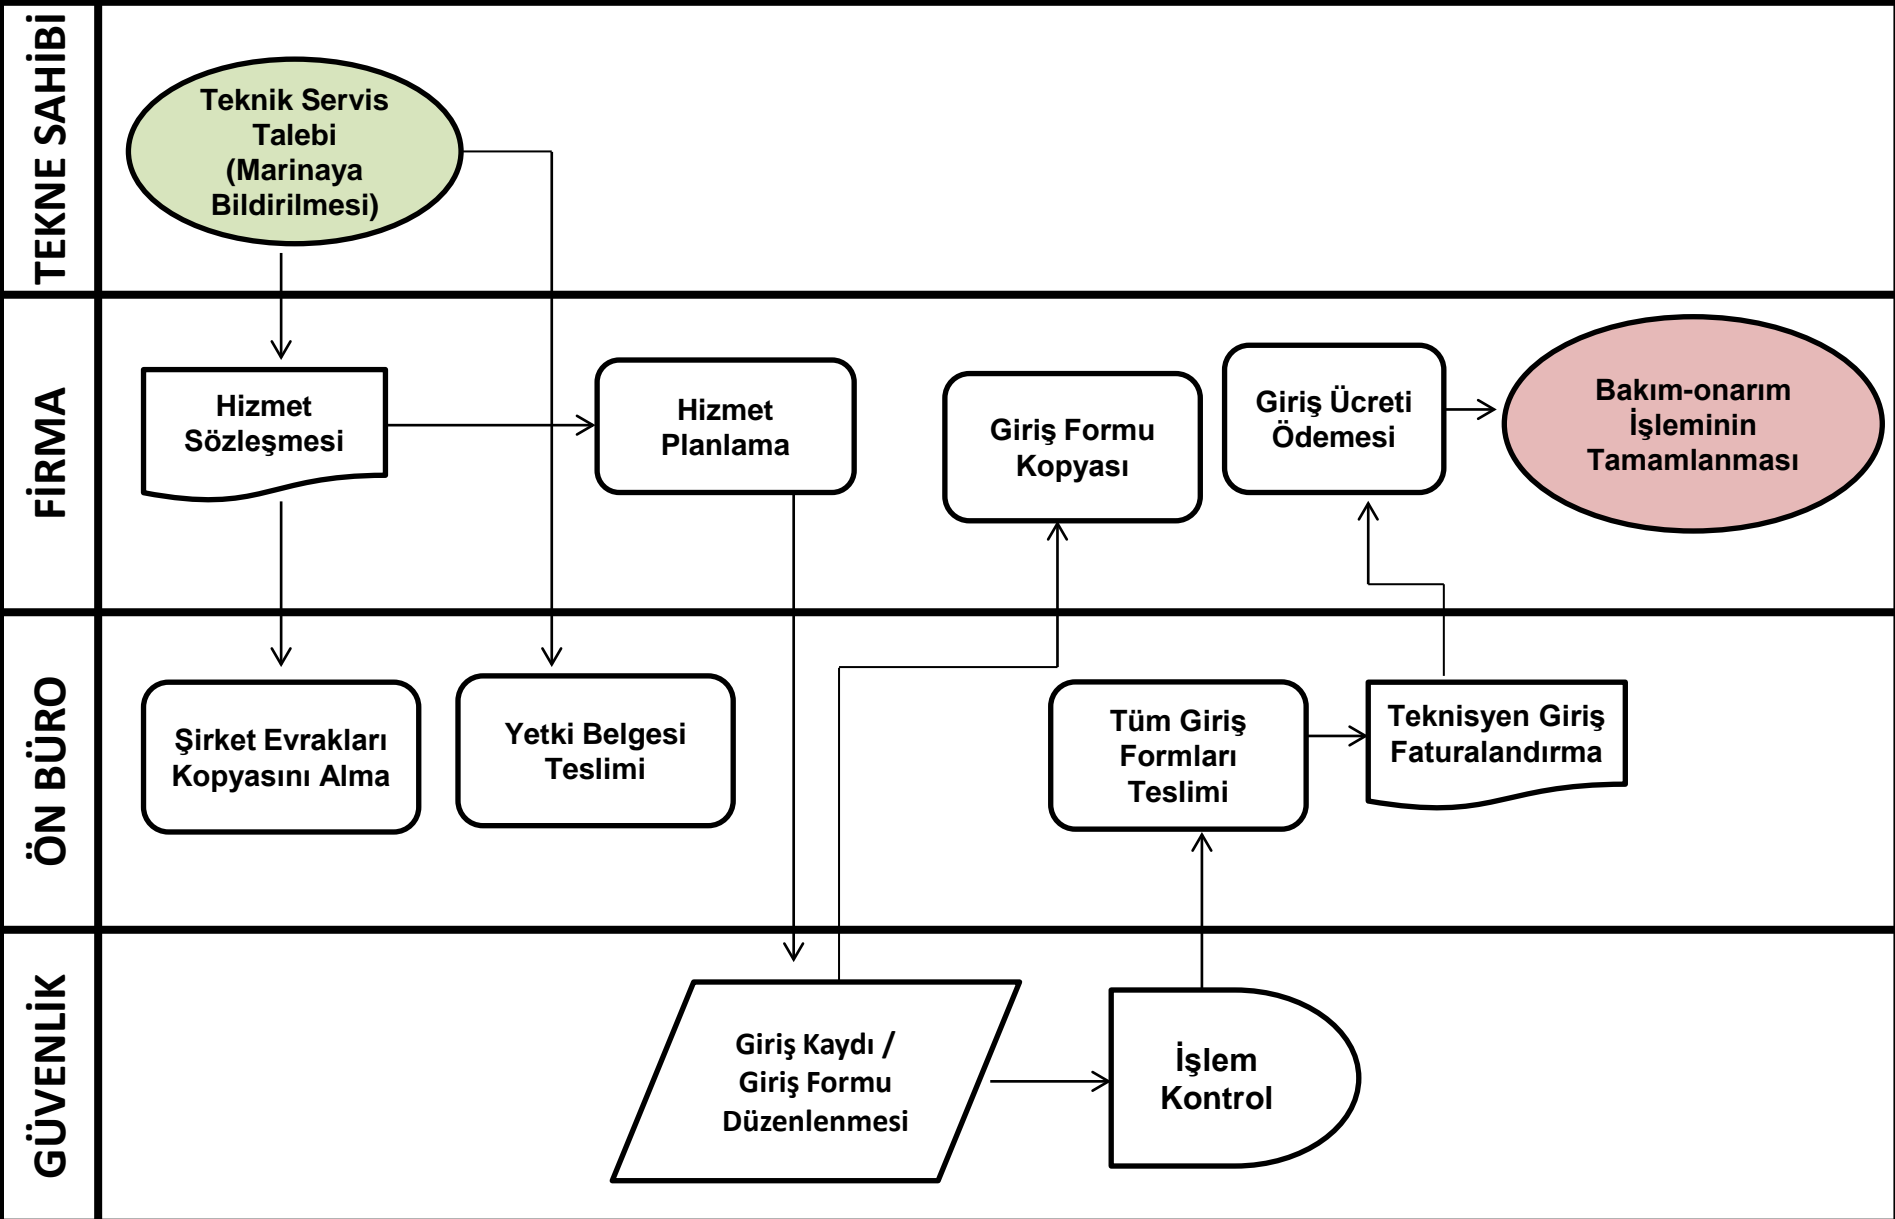 TEKNE SAHİBİ
Teknik Servis
Talebi
(Marinaya
Bildirilmesi)
FİRMA
Hizmet
Sözleşmesi
Hizmet
Planlama
Giriş Formu
Kopyası
Giriş Ücreti
Ödemesi
Bakım-onarım
İşleminin
Tamamlanması
ÖN BÜRO
Şirket Evrakları
Kopyasını Alma
Yetki Belgesi
Teslimi
Tüm Giriş
Formları
Teslimi
Teknisyen Giriş
Faturalandırma
GÜVENLİK
Giriş Kaydı /
Giriş Formu
Düzenlenmesi
İşlem
Kontrol